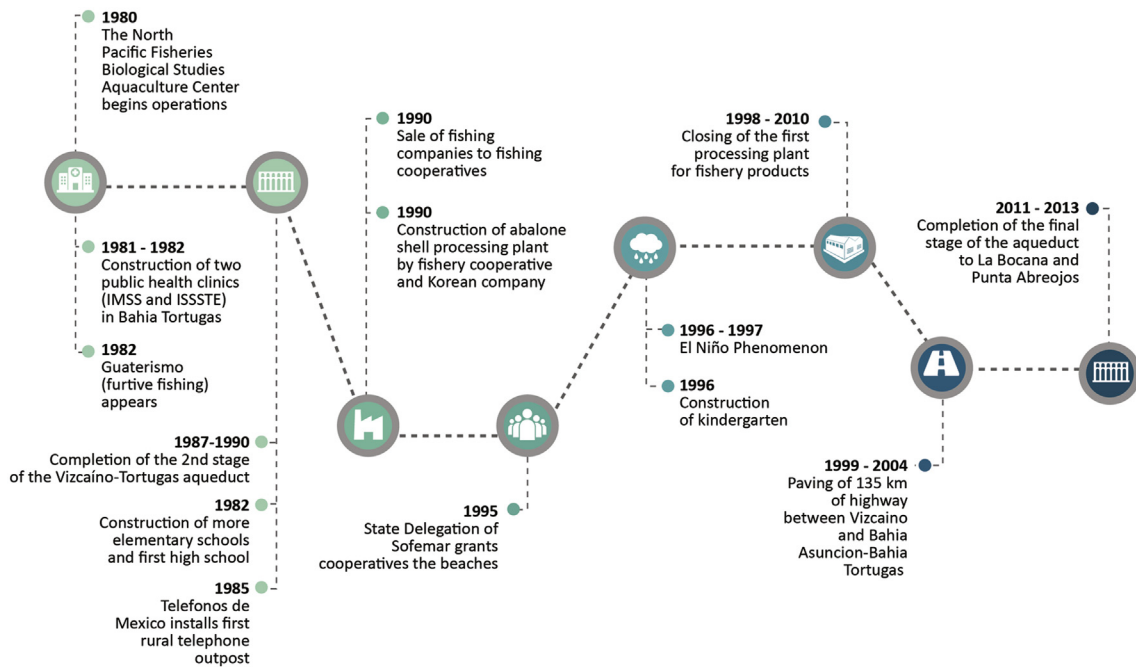 1980
The North
Pacific Fisheries
Biological Studies
Aquaculture Center
begins operations
1981 - 1982
Construction of two
public health clinics
(IMSS and ISSSTE)
in Bahia Tortugas
1982
Guaterismo
(furtive fishing)
appears
1987-1990
Completion of the 2nd stage
of the Vizcaíno-Tortugas aqueduct
1982
Construction of more
elementary schools
and first high school
1985
Telefonos de
Mexico installs first
rural telephone
outpost
1990
Sale of fishing
companies to fishing
cooperatives
1990
Construction of abalone
shell processing plant
by fishery cooperative
and Korean company
1995
State Delegation of
Sofemar grants
cooperatives the beaches
1996 - 1997
El Niño Phenomenon
1996
Construction
of kindergarten
1998 - 2010
Closing of the first
processing plant
for fishery products
1999 - 2004
Paving of 135 km
of highway
between Vizcaino
and Bahia
Asuncion-Bahia
Tortugas
2011 - 2013
Completion of the final
stage of the aqueduct
to La Bocana and
Punta Abreojos